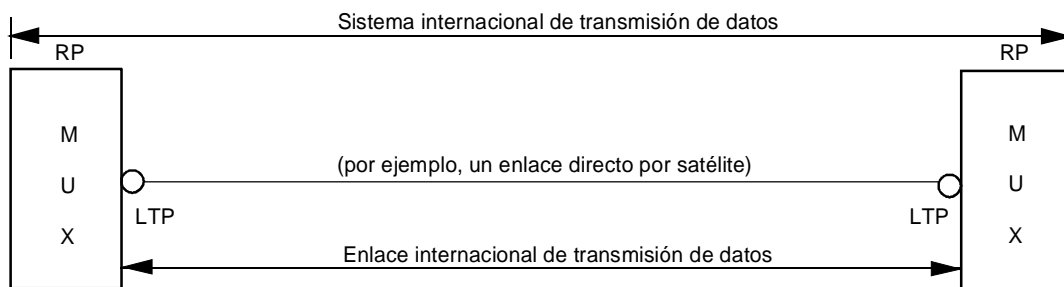 Sistema internacional de transmisión de datos
RP
RP
M
U
X
(por ejemplo, un enlace directo por satélite)
M
U
X
LTP
LTP
Enlace internacional de transmisión de datos